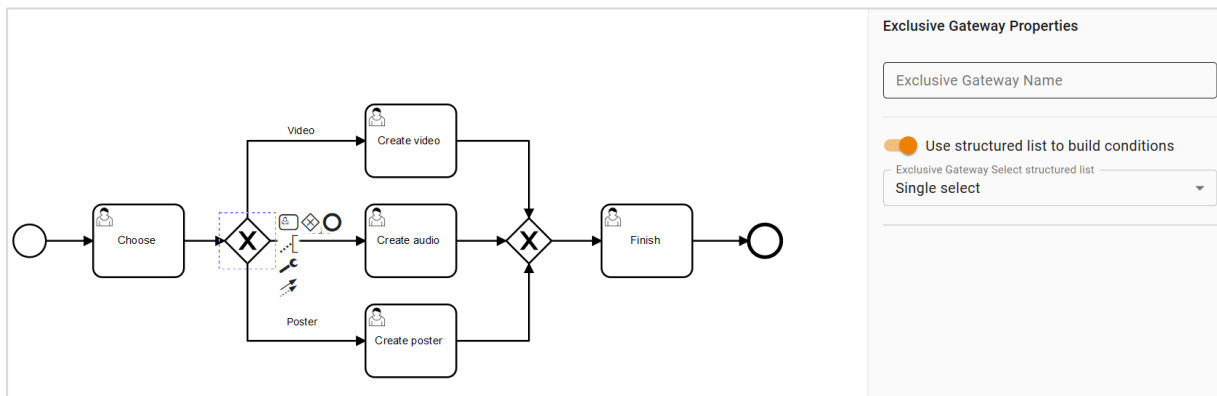 Choose
Video
Create video
Create audio
Poster
Create poster
Finish
Exclusive Gateway Properties
Exclusive Gateway Name
Use structured list to build conditions
Exclusive Gateway Select structured list
Single select